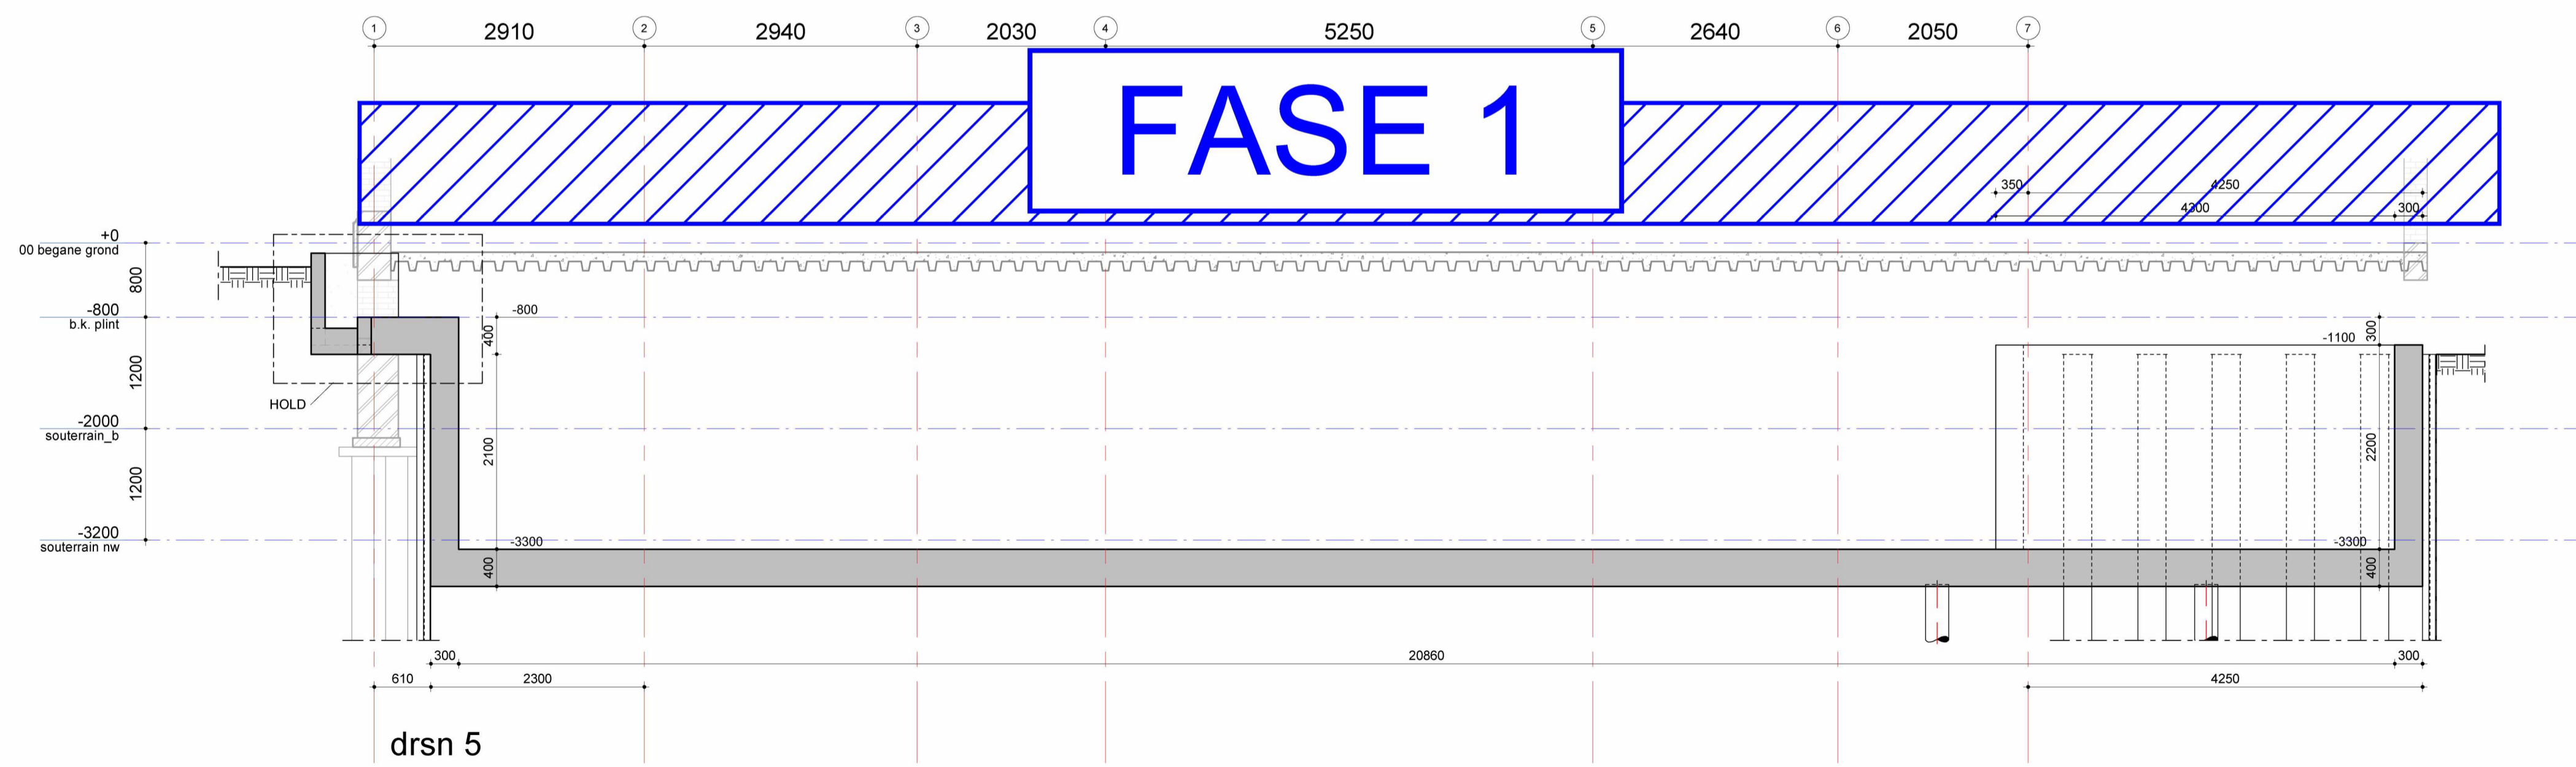 1 2910 2 2940 3 2030 4 5250 5 2640 6 2050 7
FASE 1
350 4250
4300 300
+0
00 begane grond
800
-800
b.k. plint
1200
-2000
souterrain_b
1200
-3200
souterrain nw
HOLD
-800
400
2100
-3300
400
300
-1100
2200
-3300
400
300 20860 300
610 2300 4250
drsn 5